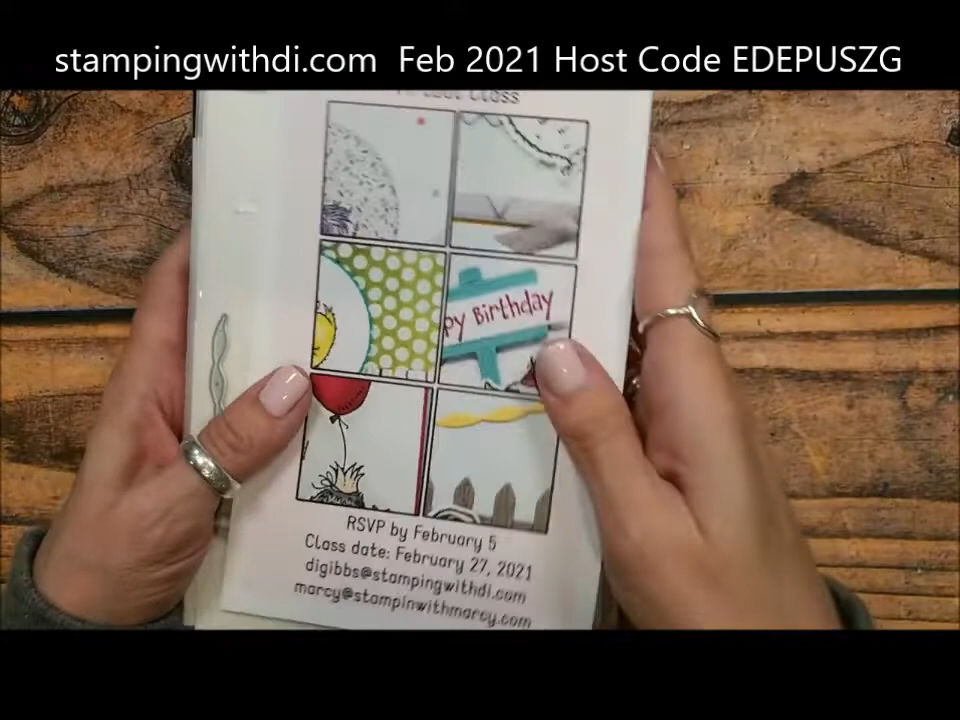 stampingwithdi.com  Feb 2021 Host Code EDEPUSZG
Class
py Birthday
RSVP by February 5
Class date: February 27, 2021
digibbs@stampingwithdi.com
marcy@stampinwithmarcy.com